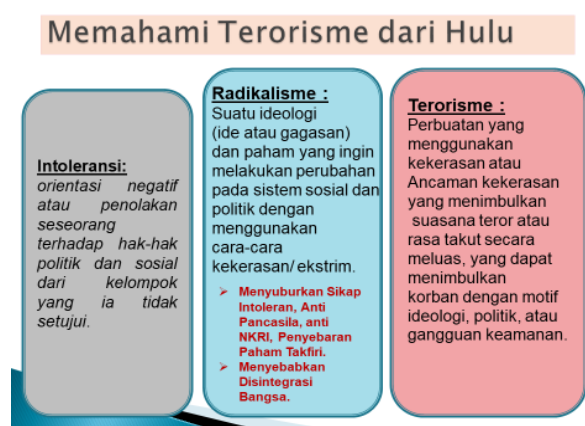 Memahami Terorisme dari Hulu
Intoleransi:
orientasi negatif
atau penolakan
seseorang
terhadap hak-hak
politik dan sosial
dari kelompok
yang ia tidak
setujui.
Radikalisme :
Suatu ideologi
(ide atau gagasan)
dan paham yang ingin
melakukan perubahan
pada sistem sosial dan
politik dengan
menggunakan
cara-cara
kekerasan/ ekstrim.
➢ Menyuburkan Sikap
Intoleran, Anti
Pancasila, anti
NKRI, Penyebaran
Paham Takfiri.
➢ Menyebabkan
Disintegrasi
Bangsa.
Terorisme :
Perbuatan yang
menggunakan
kekerasan atau
Ancaman kekerasan
yang menimbulkan
suasana teror atau
rasa takut secara
meluas, yang dapat
menimbulkan
korban dengan motif
ideologi, politik, atau
gangguan keamanan.